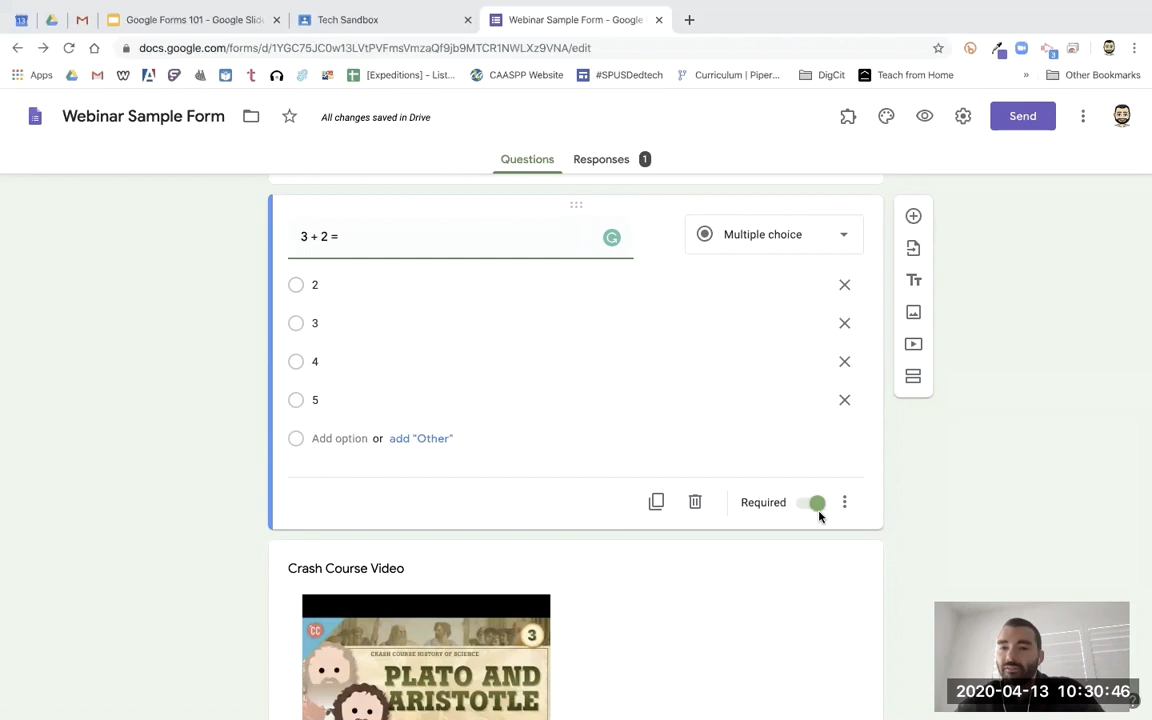 Google Forms 101 - Google Slid
Tech Sandbox
Webinar Sample Form - Google
docs.google.com/forms/d/1YGC75JC0w13LVtPVFmsVmzaQf9jb9MTCR1NWLXz9VNA/edit
Apps
[Expeditions] - List...
CAASPP Website
#SPUSDedtech
Curriculum | Piper...
DigCit
Teach from Home
»
Other Bookmarks
Webinar Sample Form
All changes saved in Drive
Send
Questions
Responses
1
3 + 2 =
Multiple choice
2
3
4
5
Add option or add "Other"
Required
Crash Course Video
CC
3
CRASH COURSE HISTORY OF SCIENCE
PLATO AND
ARISTOTLE
2020-04-13 10:30:46